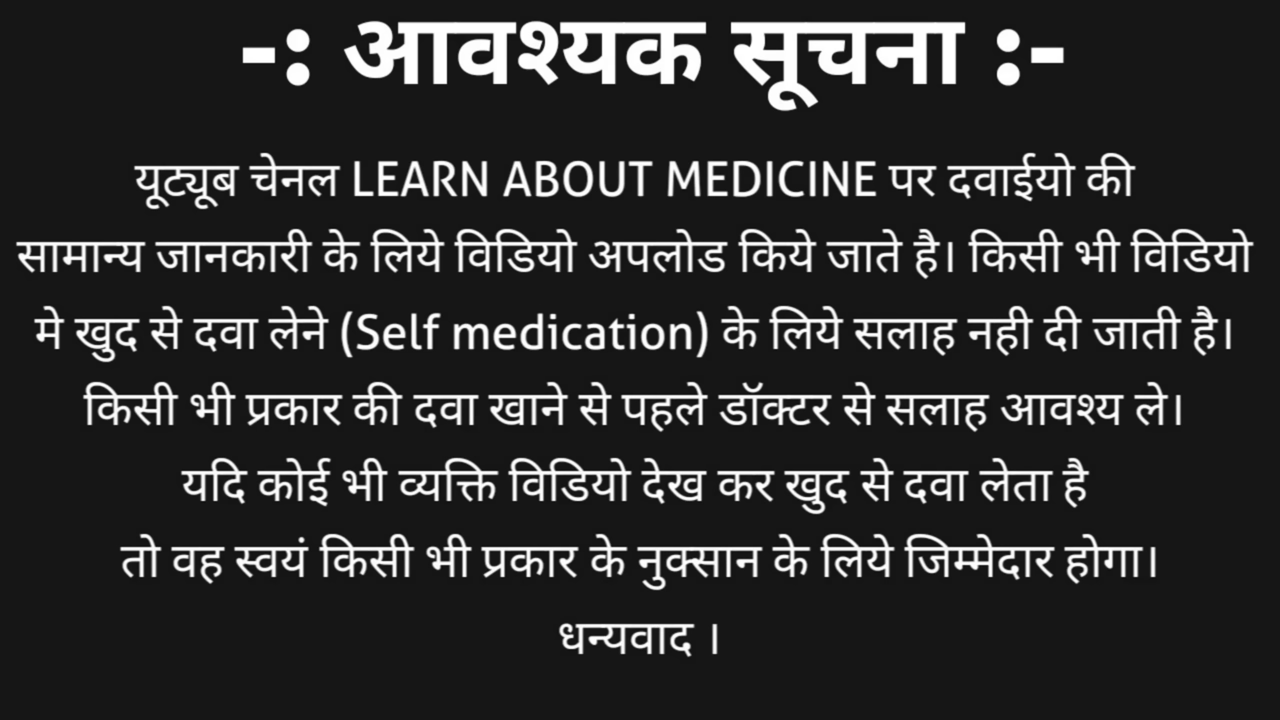 -: आवश्यक सूचना :-
यूट्यूब चेनल LEARN ABOUT MEDICINE पर दवाईयो की
सामान्य जानकारी के लिये विडियो अपलोड किये जाते है। किसी भी विडियो
मे खुद से दवा लेने (Self medication) के लिये सलाह नही दी जाती है।
किसी भी प्रकार की दवा खाने से पहले डॉक्टर से सलाह आवश्य ले।
यदि कोई भी व्यक्ति विडियो देख कर खुद से दवा लेता है
तो वह स्वयं किसी भी प्रकार के नुक्सान के लिये जिम्मेदार होगा।
धन्यवाद ।